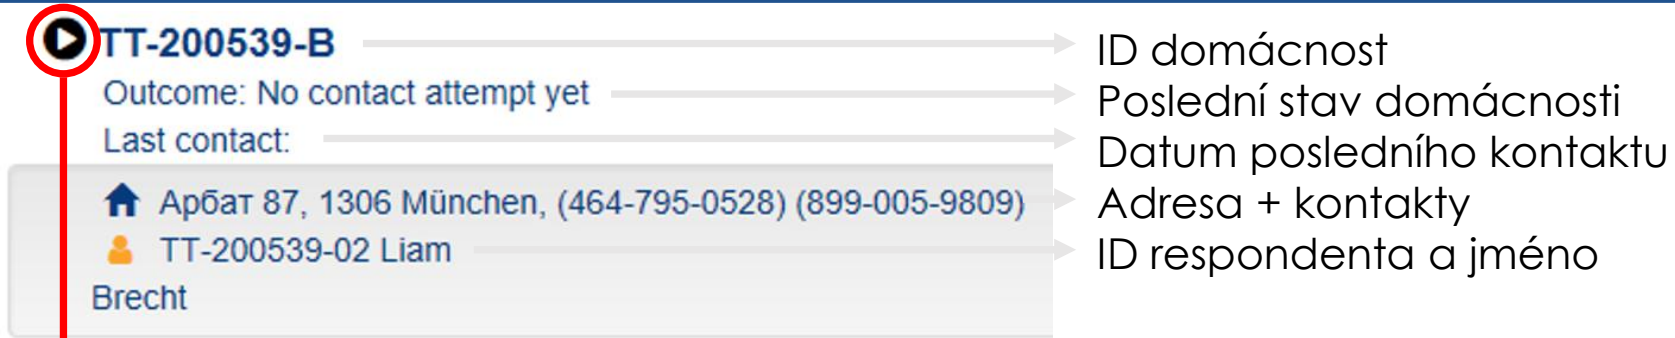 TT-200539-B
Outcome: No contact attempt yet
Last contact:
Арбат 87, 1306 München, (464-795-0528) (899-005-9809)
TT-200539-02 Liam
Brecht
ID domácnost
Poslední stav domácnosti
Datum posledního kontaktu
Adresa + kontakty
ID respondenta a jméno